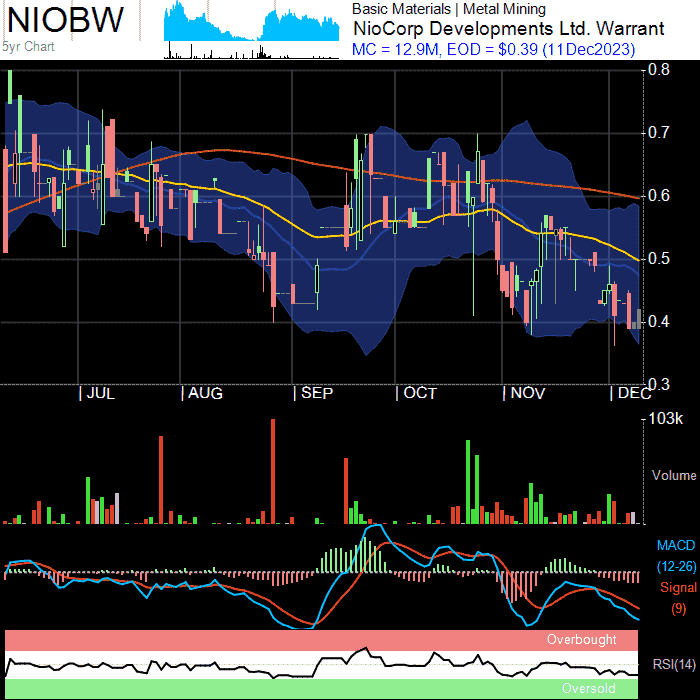 NIOBW
5yr Chart
Basic Materials | Metal Mining
NioCorp Developments Ltd. Warrant
MC = 12.9M, EOD = $0.39 (11Dec2023)
0.8
0.7
0.6
0.5
0.4
0.3
JUL AUG SEP OCT NOV DEC
103k
Volume
MACD
(12-26)
Signal
(9)
Overbought
RSI(14)
Oversold